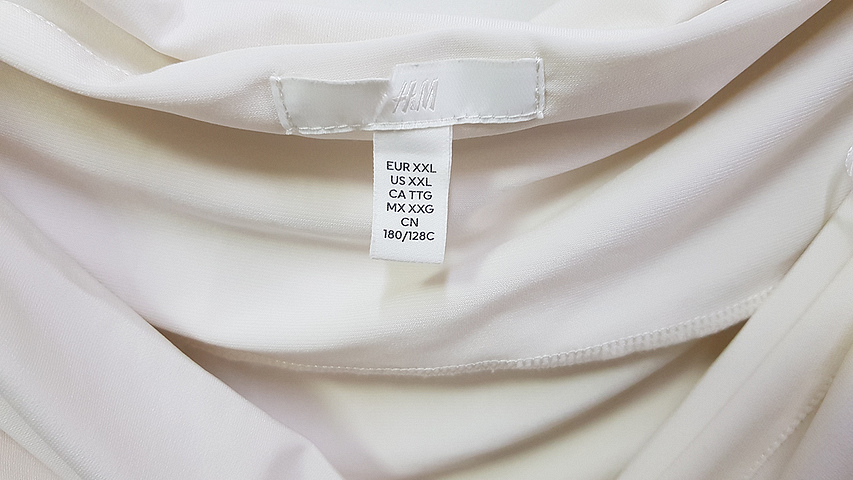 H&M
EUR XXL
US XXL
CA TTG
MX XXG
CN
180/128C